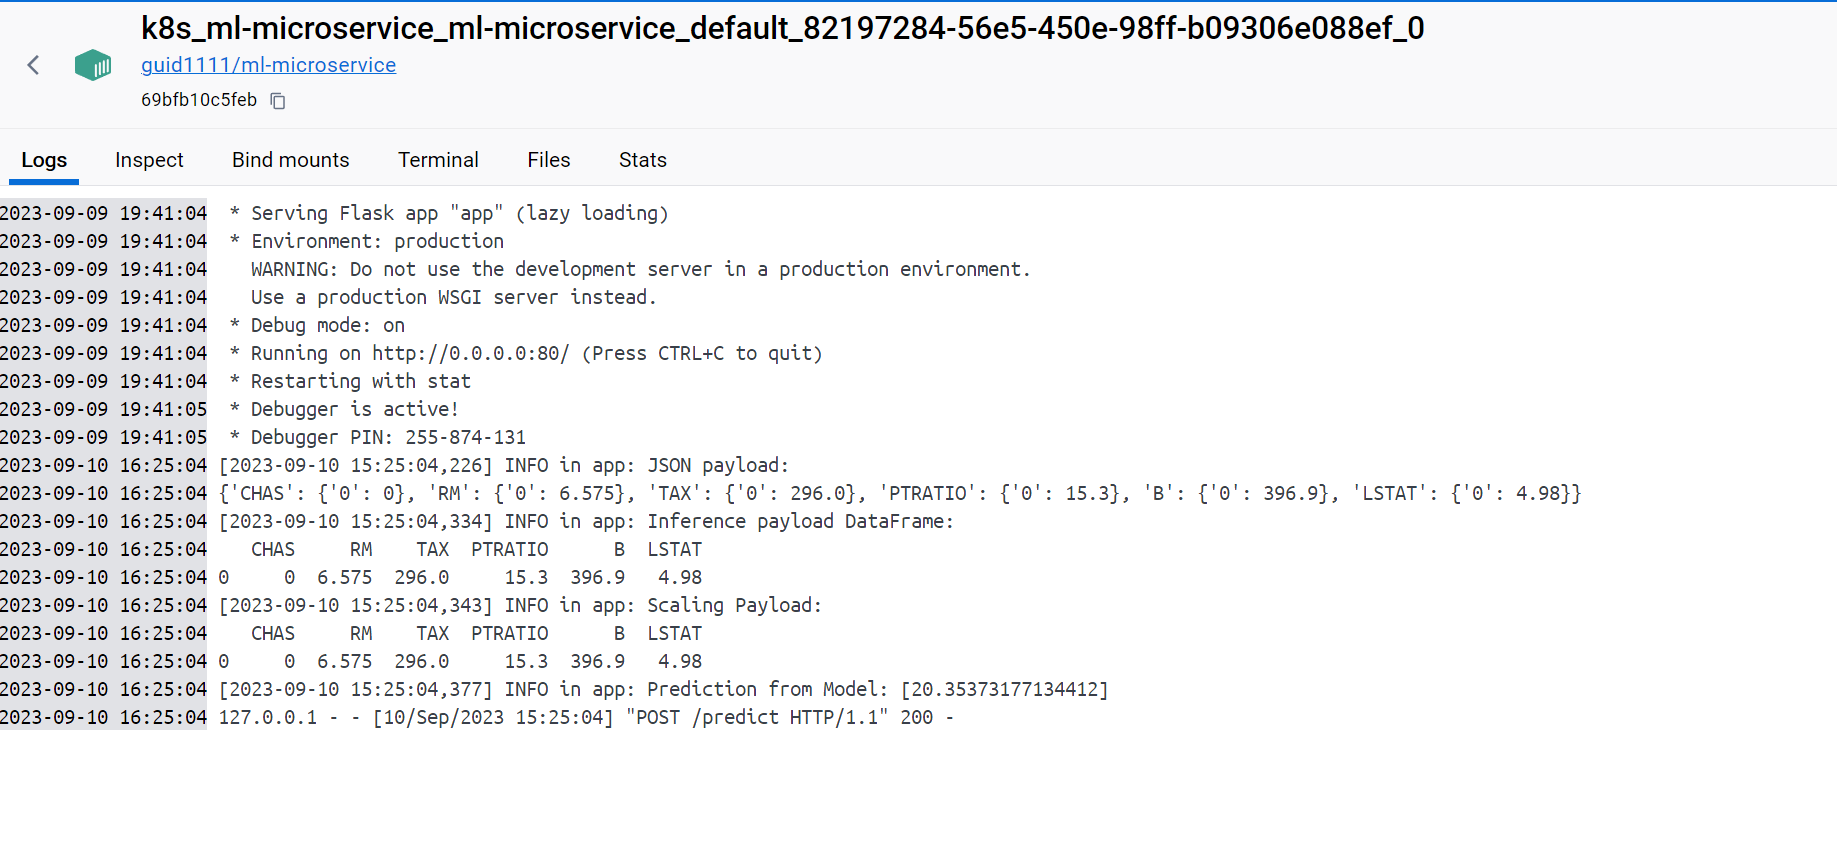 k8s_ml-microservice_ml-microservice_default_82197284-56e5-450e-98ff-b09306e088ef_0
guid1111/ml-microservice
69bfb10c5feb
Logs Inspect Bind mounts Terminal Files Stats
2023-09-09 19:41:04  * Serving Flask app "app" (lazy loading)
2023-09-09 19:41:04  * Environment: production
2023-09-09 19:41:04    WARNING: Do not use the development server in a production environment.
2023-09-09 19:41:04    Use a production WSGI server instead.
2023-09-09 19:41:04  * Debug mode: on
2023-09-09 19:41:04  * Running on http://0.0.0.0:80/ (Press CTRL+C to quit)
2023-09-09 19:41:04  * Restarting with stat
2023-09-09 19:41:05  * Debugger is active!
2023-09-09 19:41:05  * Debugger PIN: 255-874-131
2023-09-10 16:25:04 [2023-09-10 15:25:04,226] INFO in app: JSON payload:
2023-09-10 16:25:04 {'CHAS': {'0': 0}, 'RM': {'0': 6.575}, 'TAX': {'0': 296.0}, 'PTRATIO': {'0': 15.3}, 'B': {'0': 396.9}, 'LSTAT': {'0': 4.98}}
2023-09-10 16:25:04 [2023-09-10 15:25:04,334] INFO in app: Inference payload DataFrame:
2023-09-10 16:25:04    CHAS     RM    TAX  PTRATIO      B  LSTAT
2023-09-10 16:25:04 0     0  6.575  296.0     15.3  396.9   4.98
2023-09-10 16:25:04 [2023-09-10 15:25:04,343] INFO in app: Scaling Payload:
2023-09-10 16:25:04    CHAS     RM    TAX  PTRATIO      B  LSTAT
2023-09-10 16:25:04 0     0  6.575  296.0     15.3  396.9   4.98
2023-09-10 16:25:04 [2023-09-10 15:25:04,377] INFO in app: Prediction from Model: [20.35373177134412]
2023-09-10 16:25:04 127.0.0.1 - - [10/Sep/2023 15:25:04] "POST /predict HTTP/1.1" 200 -